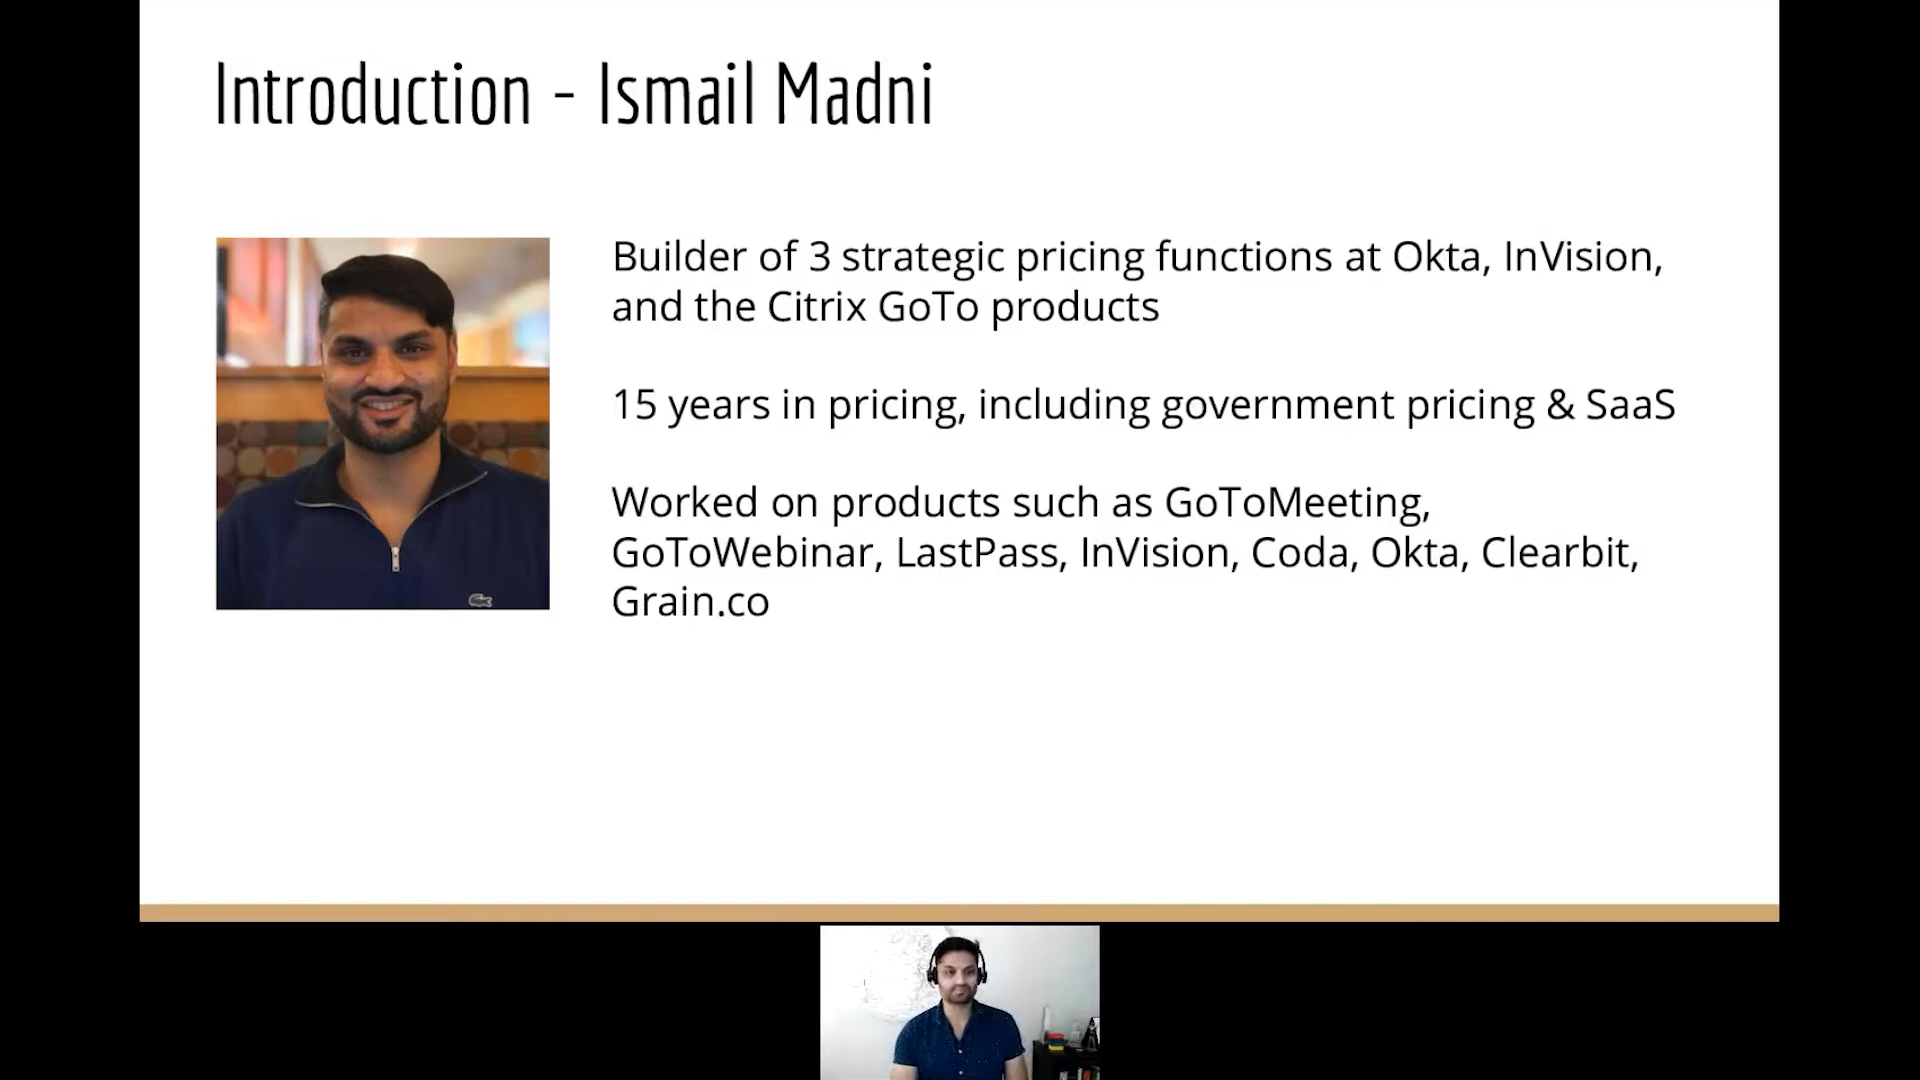 Introduction - Ismail Madni
Builder of 3 strategic pricing functions at Okta, InVision,
and the Citrix GoTo products
15 years in pricing, including government pricing & SaaS
Worked on products such as GoToMeeting,
GoToWebinar, LastPass, InVision, Coda, Okta, Clearbit,
Grain.co